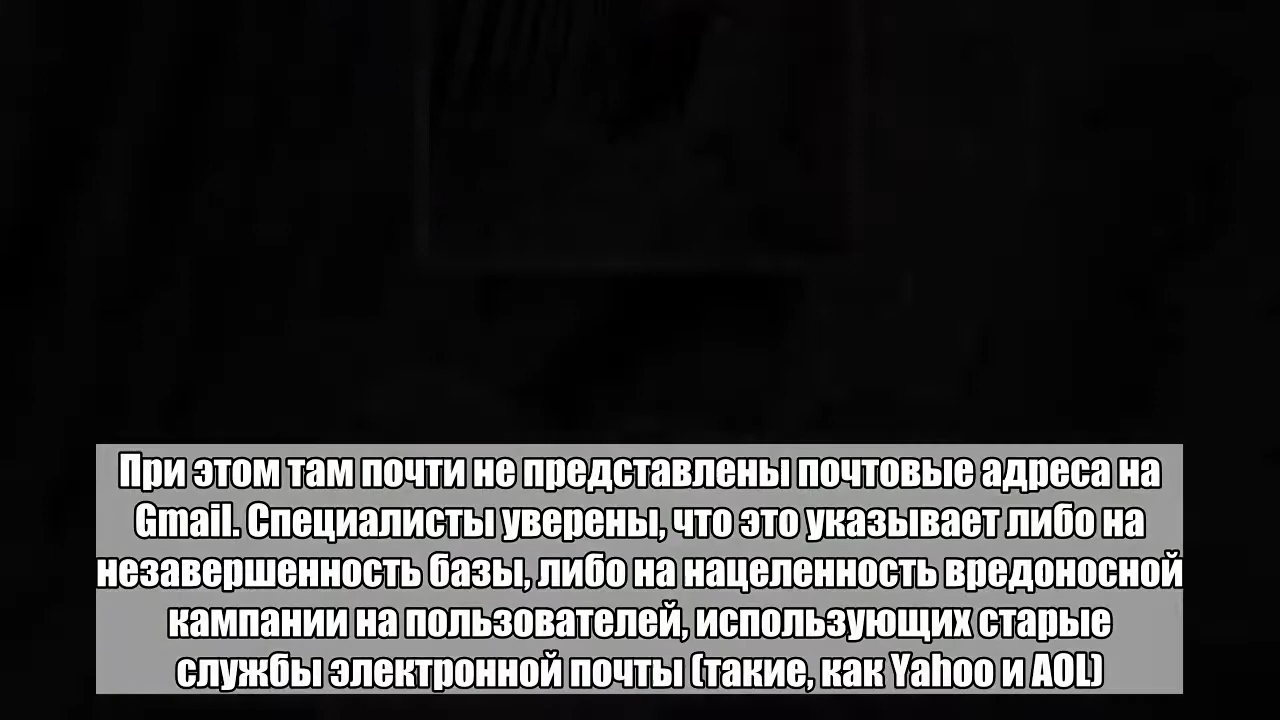 При этом там почти не представлены почтовые адреса на
Gmail. Специалисты уверены, что это указывает либо на
незавершенность базы, либо на нацеленность вредоносной
кампании на пользователей, использующих старые
службы электронной почты (такие, как Yahoo и AOL)